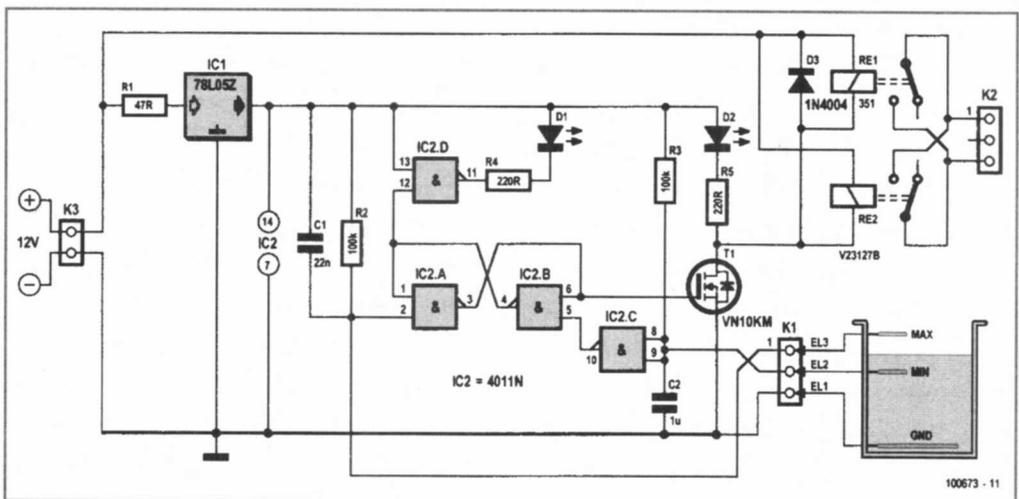 IC1
78L05Z
R1
47R
K3
+
12V
−
14
IC2
7
C1
22n
R2
100k
IC2.D
13
12
&
11
R4
220R
D1
IC2.A
1
2
&
3
IC2.B
4
&
6
5
IC2.C
10
&
8
9
IC2 = 4011N
R3
100k
C2
1u
D2
R5
220R
T1
VN10KM
D3
1N4004
RE1
351
RE2
V23127B
K2
1
K1
1
EL3
EL2
EL1
MAX
MIN
GND
100673 - 11